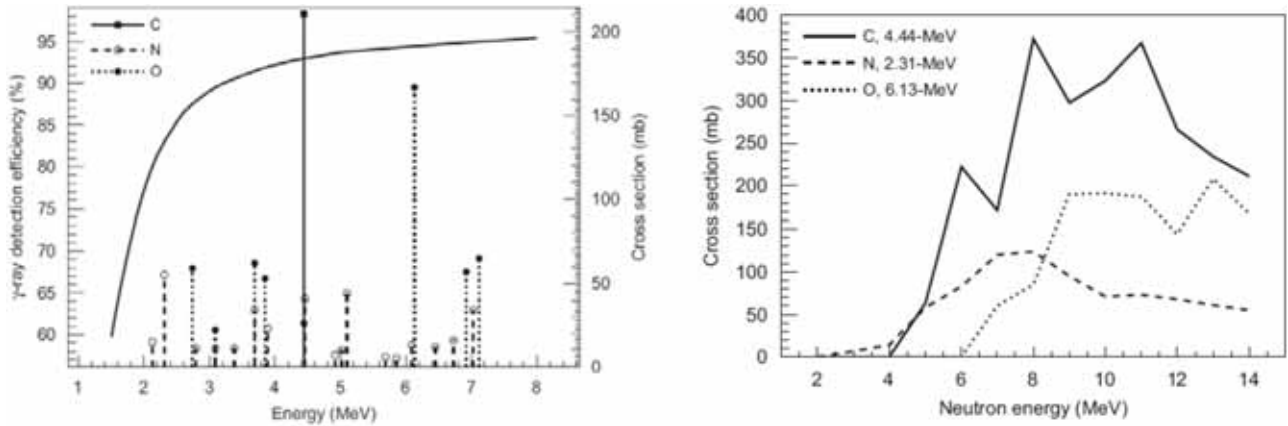 C
N
O
γ-ray detection efficiency (%)
95
90
85
80
75
70
65
60
1 2 3 4 5 6 7 8
Energy (MeV)
200
150
100
50
0
Cross section (mb)
C, 4.44-MeV
N, 2.31-MeV
O, 6.13-MeV
Cross section (mb)
400
350
300
250
200
150
100
50
0
2 4 6 8 10 12 14
Neutron energy (MeV)